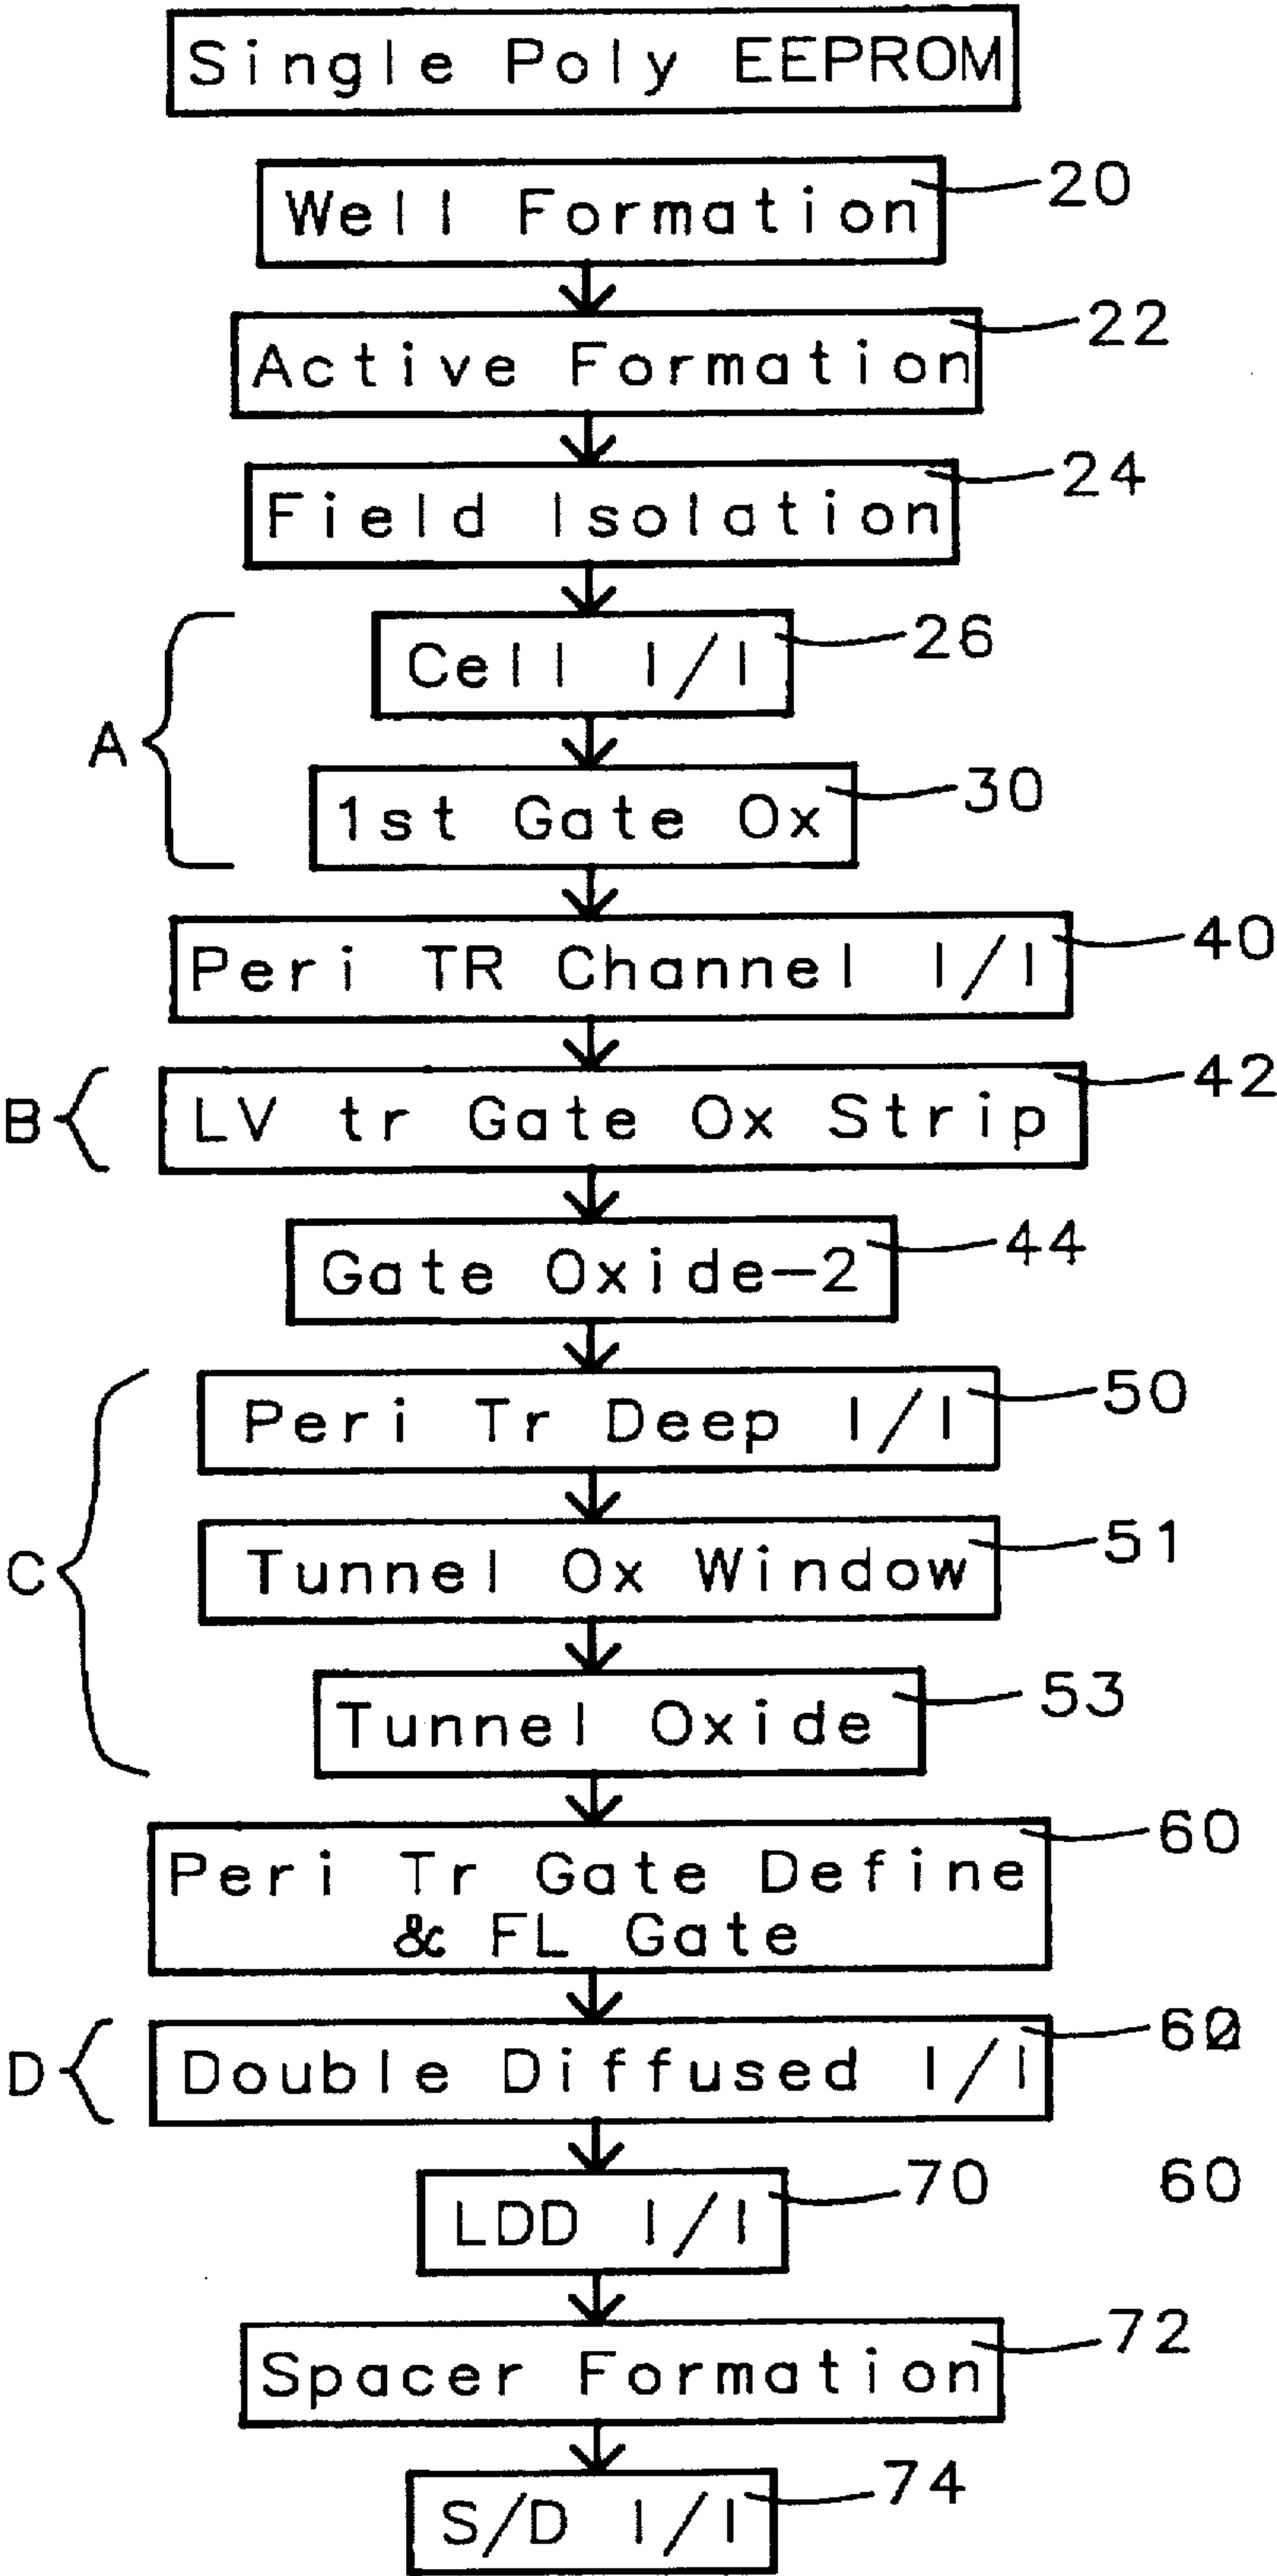 Single Poly EEPROM
Well Formation
20
Active Formation
22
Field Isolation
24
A
Cell I/I
26
1st Gate Ox
30
Peri TR Channel I/I
40
B
LV tr Gate Ox Strip
42
Gate Oxide-2
44
C
Peri Tr Deep I/I
50
Tunnel Ox Window
51
Tunnel Oxide
53
Peri Tr Gate Define
& FL Gate
60
D
Double Diffused I/I
LDD I/I
70
60
Spacer Formation
72
S/D I/I
74